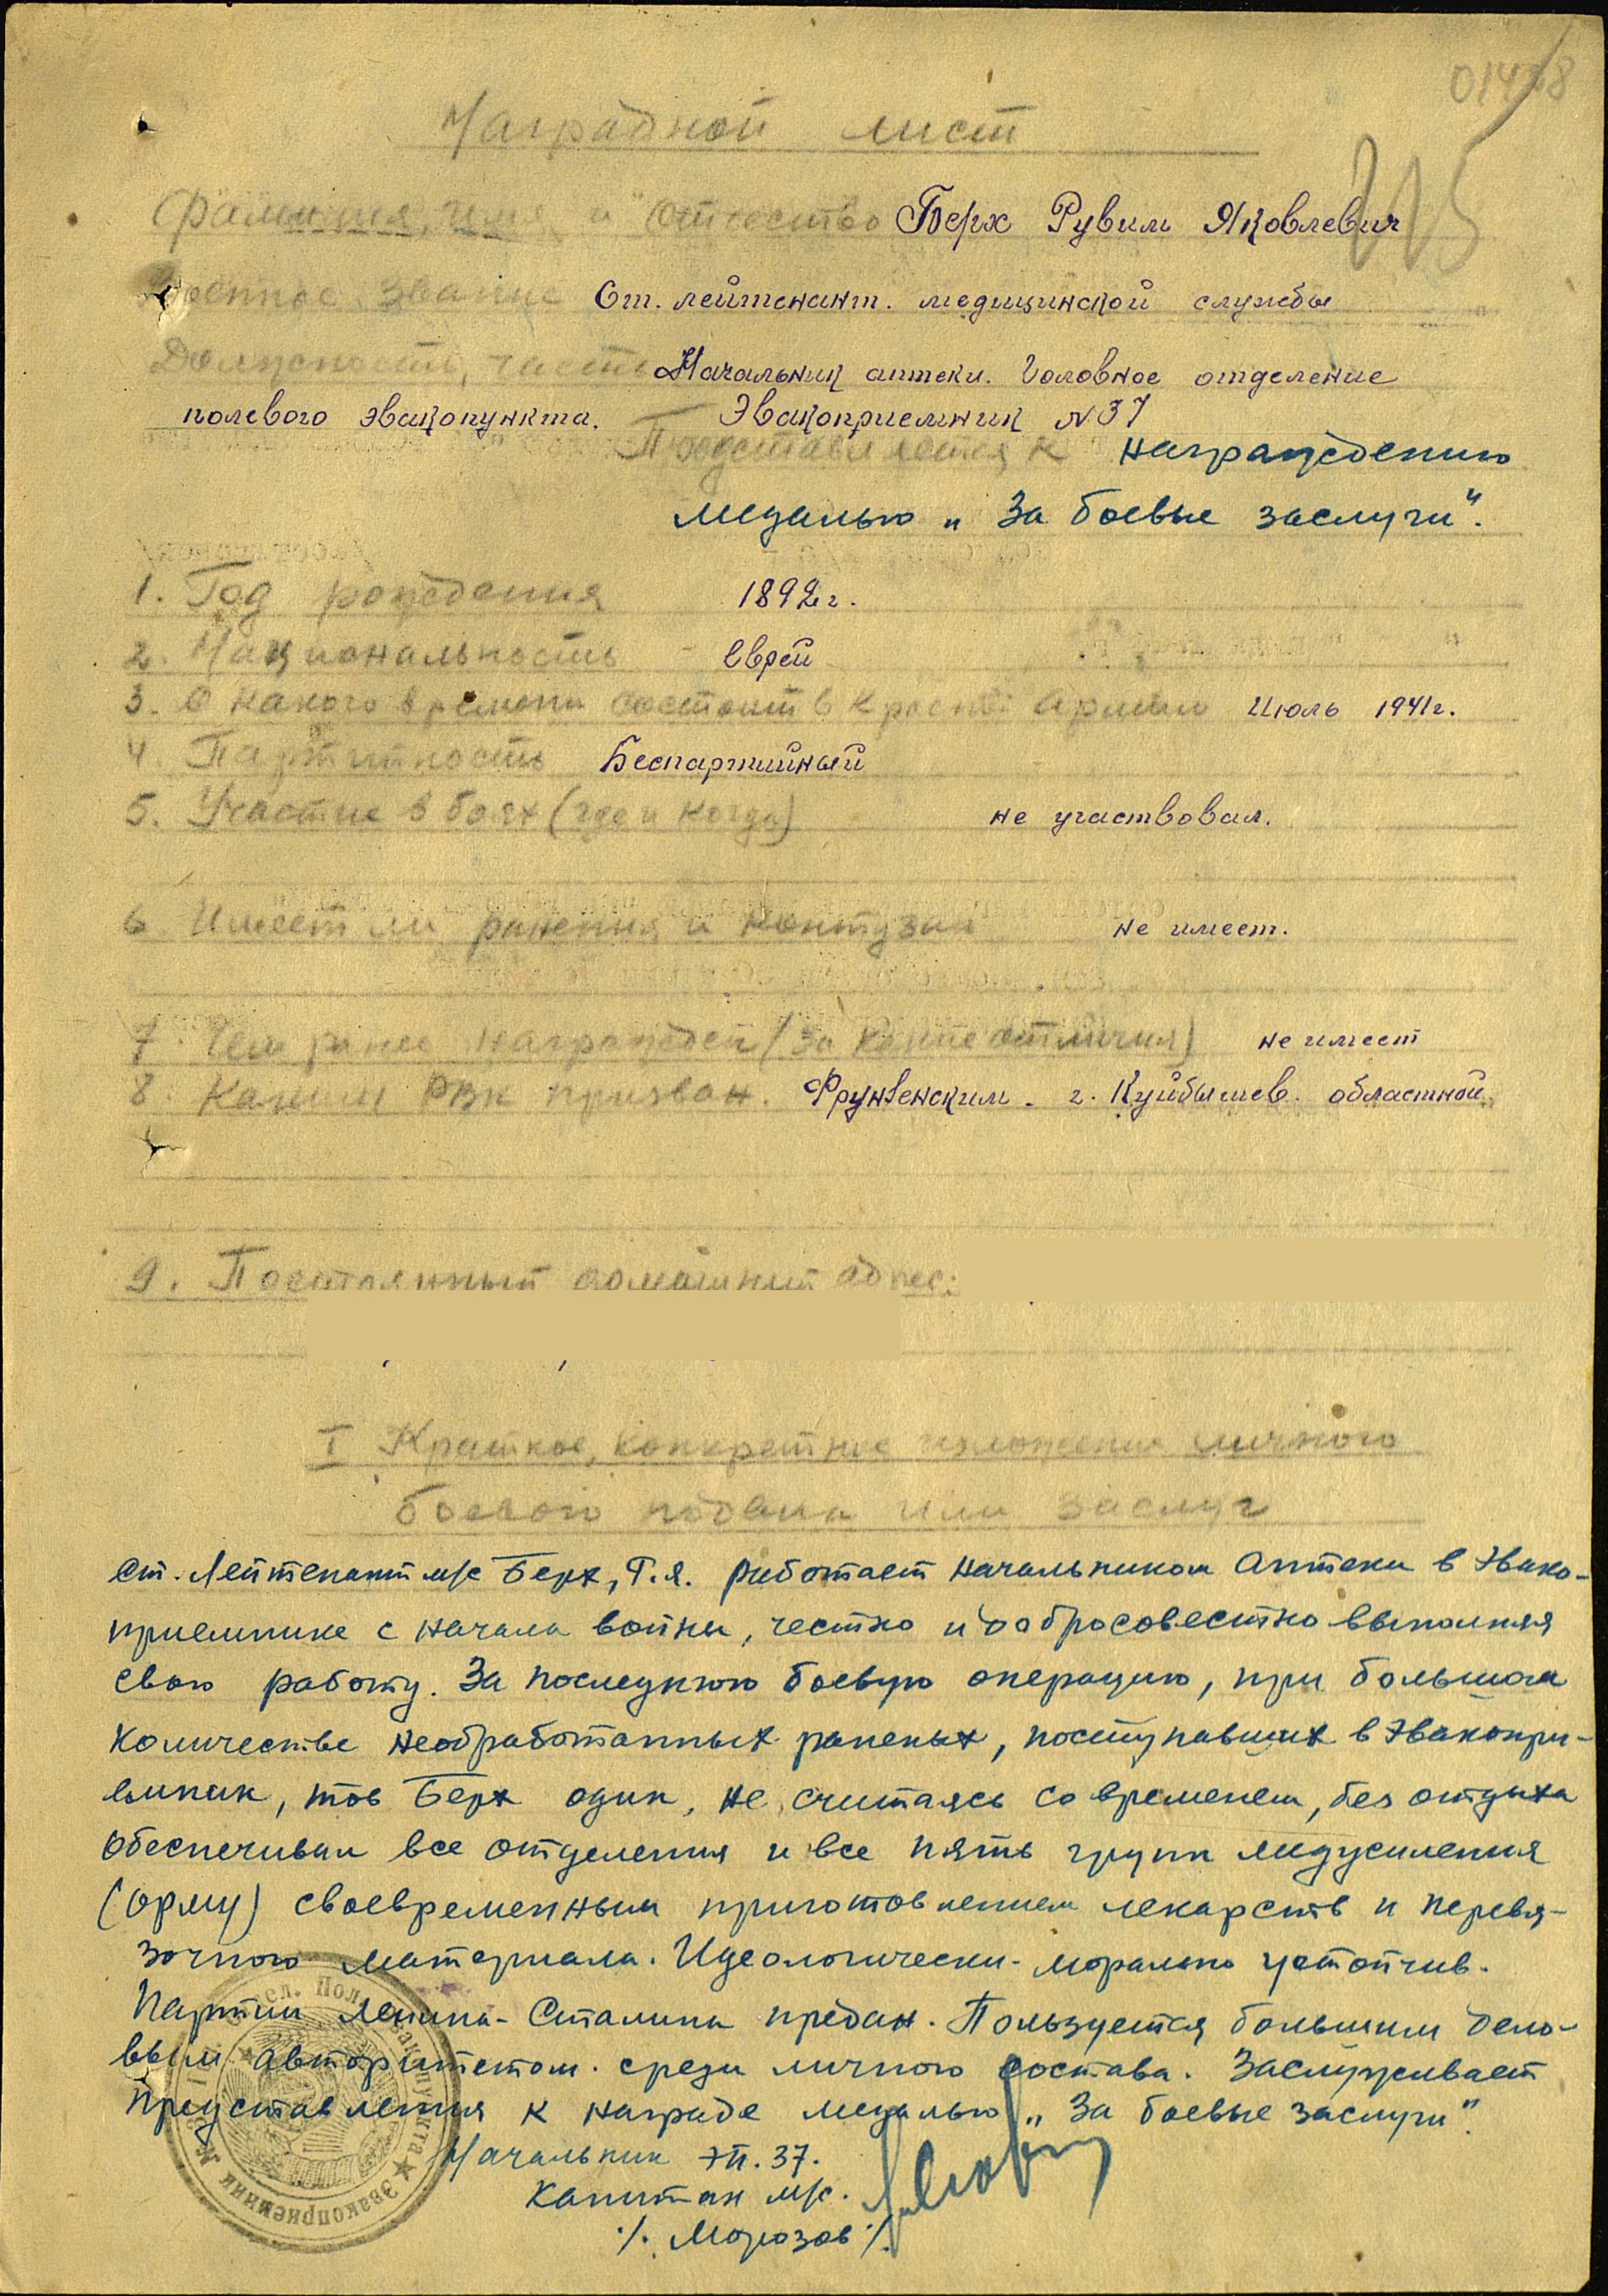 Наградной лист
Фамилия, имя и отчество Берх Рувим Яковлевич
Военное звание Ст. лейтенант. медицинской службы
Должность, часть Начальник аптеки. Головное отделение
полевого эвакопункта. Эвакоприемник № 37
Представляется к награждению
медалью „За боевые заслуги".
1. Год рождения 1892 г.
2. Национальность - еврей
3. С какого времени состоит в Красной Армии Июль 1941 г.
4. Партийность Беспартийный
5. Участие в боях (где и когда) не участвовал.
6. Имеет ли ранения и контузии не имеет.
7. Чем ранее награжден (за какие отличия) не имеет
8. Каким РВК призван. Фрунзенским. г. Куйбышев. областной
9. Постоянный домашний адрес:
I Краткое, конкретное изложение личного
боевого подвига или заслуг
Ст. Лейтенант м/с Берх, Р.Я. работает начальником аптеки в Эвако-
приемнике с начала войны, честно и добросовестно выполняя
свою работу. За последнюю боевую операцию, при большом
количестве необработанных раненых, поступавших в Эвакопри-
емник, тов Берх один, не считаясь со временем, без отдыха
обеспечивал все отделения и все пять групп медусиления
(ОРМУ) своевременным приготовлением лекарств и перевя-
зочного материала. Идеологически - морально устойчив.
Партии Ленина - Сталина предан. Пользуется большим дело-
вым авторитетом. среди личного состава. Заслуживает
представления к награде медалью „За боевые заслуги".
Начальник ЭП. 37.
Капитан м/с.
/. Морозов /.